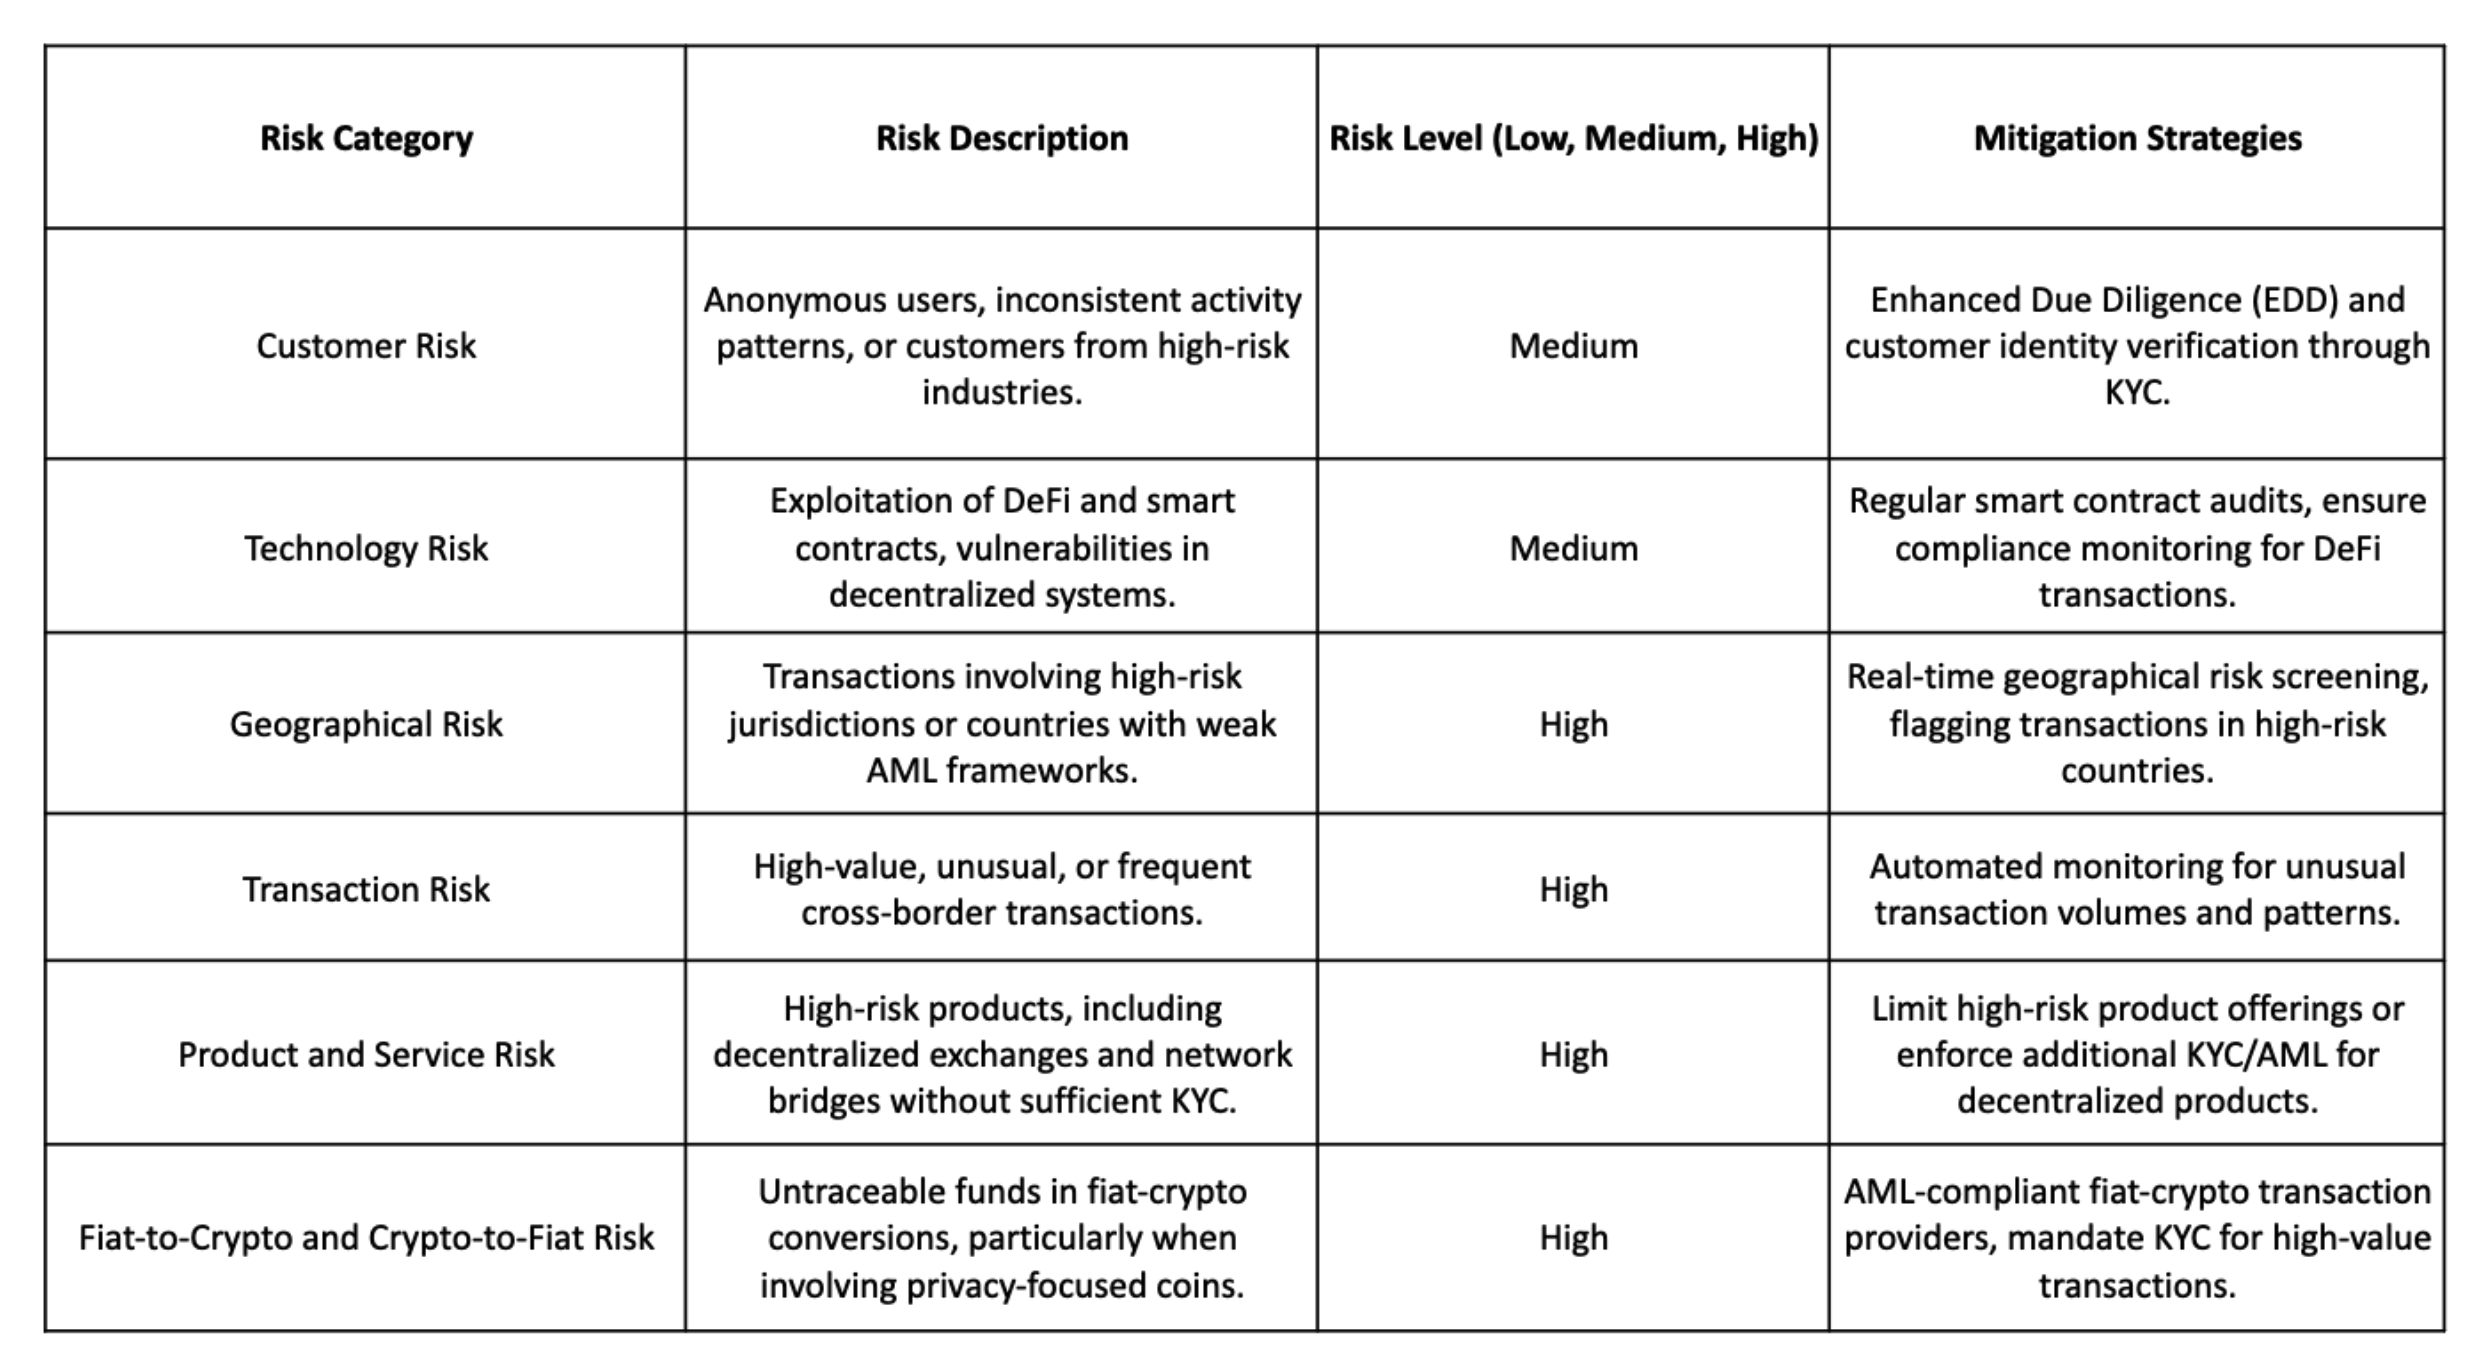 Risk Category
Risk Description
Risk Level (Low, Medium, High)
Mitigation Strategies
Customer Risk
Anonymous users, inconsistent activity
patterns, or customers from high-risk
industries.
Medium
Enhanced Due Diligence (EDD) and
customer identity verification through
KYC.
Technology Risk
Exploitation of DeFi and smart
contracts, vulnerabilities in
decentralized systems.
Medium
Regular smart contract audits, ensure
compliance monitoring for DeFi
transactions.
Geographical Risk
Transactions involving high-risk
jurisdictions or countries with weak
AML frameworks.
High
Real-time geographical risk screening,
flagging transactions in high-risk
countries.
Transaction Risk
High-value, unusual, or frequent
cross-border transactions.
High
Automated monitoring for unusual
transaction volumes and patterns.
Product and Service Risk
High-risk products, including
decentralized exchanges and network
bridges without sufficient KYC.
High
Limit high-risk product offerings or
enforce additional KYC/AML for
decentralized products.
Fiat-to-Crypto and Crypto-to-Fiat Risk
Untraceable funds in fiat-crypto
conversions, particularly when
involving privacy-focused coins.
High
AML-compliant fiat-crypto transaction
providers, mandate KYC for high-value
transactions.